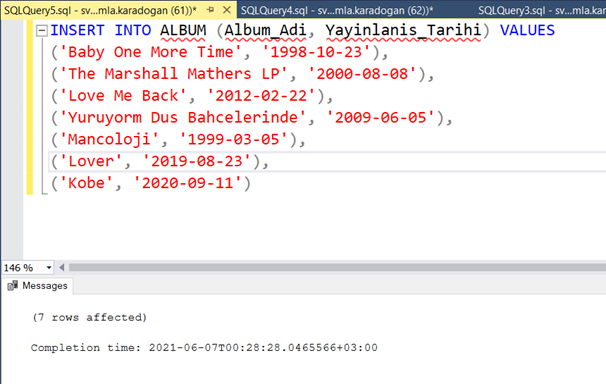 SQLQuery5.sql - sv...mla.karadogan (61))* SQLQuery4.sql - sv...mla.karadogan (62))* SQLQuery3.sql - sv...mla.karadogan
INSERT INTO ALBUM (Album_Adi, Yayinlanis_Tarihi) VALUES
('Baby One More Time', '1998-10-23'),
('The Marshall Mathers LP', '2000-08-08'),
('Love Me Back', '2012-02-22'),
('Yuruyorm Dus Bahcelerinde', '2009-06-05'),
('Mancoloji', '1999-03-05'),
('Lover', '2019-08-23'),
('Kobe', '2020-09-11')
146 %
Messages
(7 rows affected)
Completion time: 2021-06-07T00:28:28.0465566+03:00